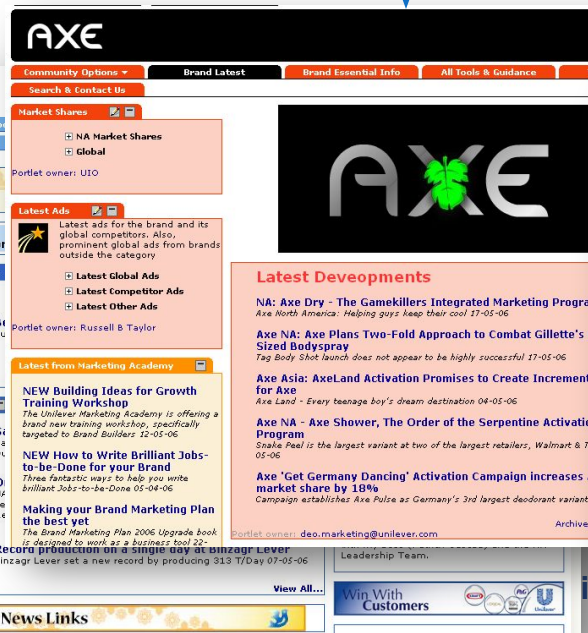 AXE
Community Options
Brand Latest
Brand Essential Info
All Tools & Guidance
Search & Contact Us
Market Shares
NA Market Shares
Global
Portlet owner: UIO
Latest Ads
Latest ads for the brand and its
global competitors. Also,
prominent global ads from brands
outside the category
Latest Global Ads
Latest Competitor Ads
Latest Other Ads
Portlet owner: Russell B Taylor
Latest from Marketing Academy
NEW Building Ideas for Growth
Training Workshop
The Unilever Marketing Academy is offering a
brand new training workshop, specifically
targeted to Brand Builders 12-05-06
NEW How to Write Brilliant Jobs-
to-be-Done for your Brand
Three fantastic ways to help you write
brilliant Jobs-to-be-Done 05-04-06
Making your Brand Marketing Plan
the best yet
The Brand Marketing Plan 2006 Upgrade book
is designed to work as a business tool 22-
AXE
Latest Deveopments
NA: Axe Dry - The Gamekillers Integrated Marketing Progra
Axe North America: Helping guys keep their cool 17-05-06
Axe NA: Axe Plans Two-Fold Approach to Combat Gillette's
Sized Bodyspray
Tag Body Shot launch does not appear to be highly successful 17-05-06
Axe Asia: AxeLand Activation Promises to Create Increment
for Axe
Axe Land - Every teenage boy's dream destination 04-05-06
Axe NA - Axe Shower, The Order of the Serpentine Activatio
Program
Snake Peel is the largest variant at two of the largest retailers, Walmart & T
05-06
Axe 'Get Germany Dancing' Activation Campaign increases
market share by 18%
Campaign establishes Axe Pulse as Germany's 3rd largest deodorant variant
Archive
Portlet owner: deo.marketing@unilever.com
Record production on a single day at Binzagr Lever
inzagr Lever set a new record by producing 313 T/Day 07-05-06
View All...
News Links
Leadership Team.
Win With
Customers
Unilever